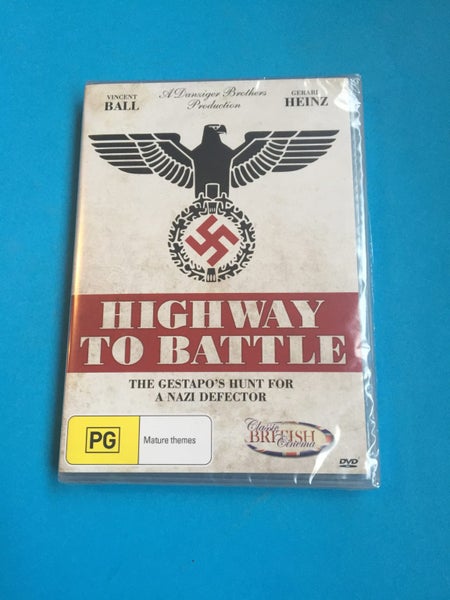 VINCENT
BALL
A Danziger Brothers
Production
GERARD
HEINZ
HIGHWAY
TO BATTLE
THE GESTAPO'S HUNT FOR
A NAZI DEFECTOR
PG
Mature themes
Classic
BRITISH
Cinema
DVD